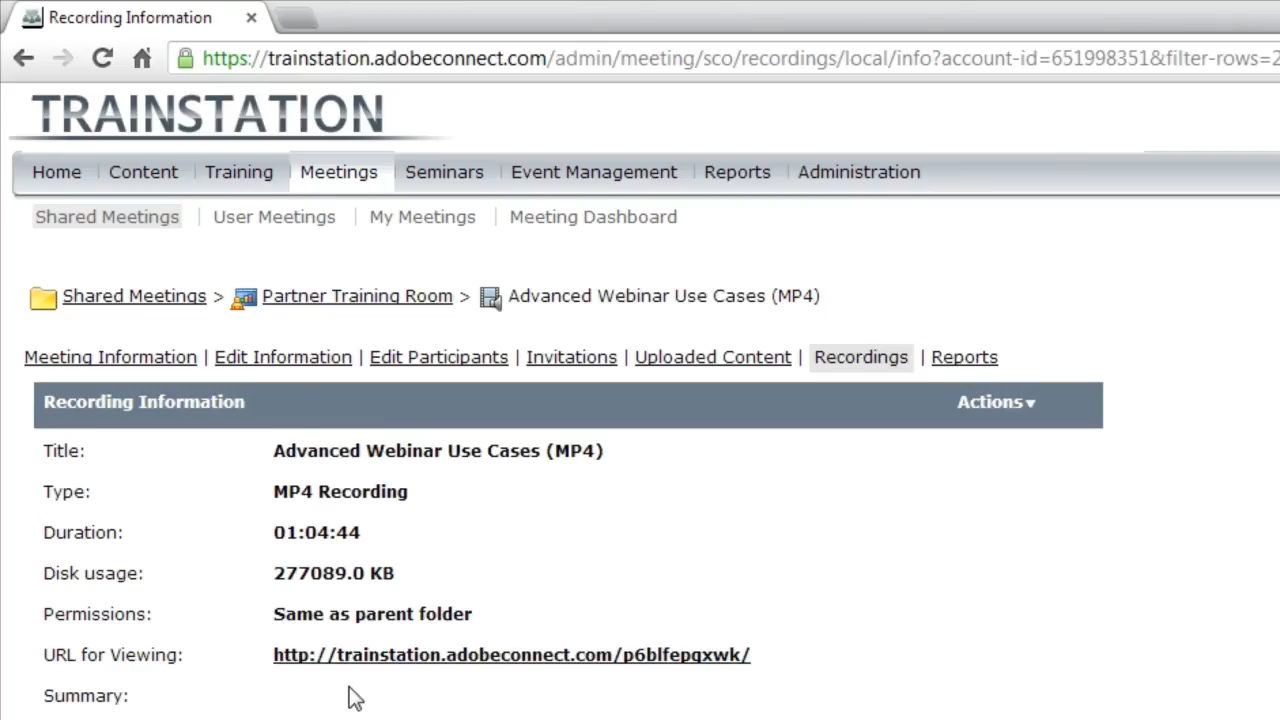 Recording Information
https://trainstation.adobeconnect.com/admin/meeting/sco/recordings/local/info?account-id=651998351&filter-rows=2
TRAINSTATION
Home Content Training Meetings Seminars Event Management Reports Administration
Shared Meetings | User Meetings | My Meetings | Meeting Dashboard
Shared Meetings > Partner Training Room > Advanced Webinar Use Cases (MP4)
Meeting Information | Edit Information | Edit Participants | Invitations | Uploaded Content | Recordings | Reports
Recording Information Actions
Title: Advanced Webinar Use Cases (MP4)
Type: MP4 Recording
Duration: 01:04:44
Disk usage: 277089.0 KB
Permissions: Same as parent folder
URL for Viewing: http://trainstation.adobeconnect.com/p6blfepqxwk/
Summary: